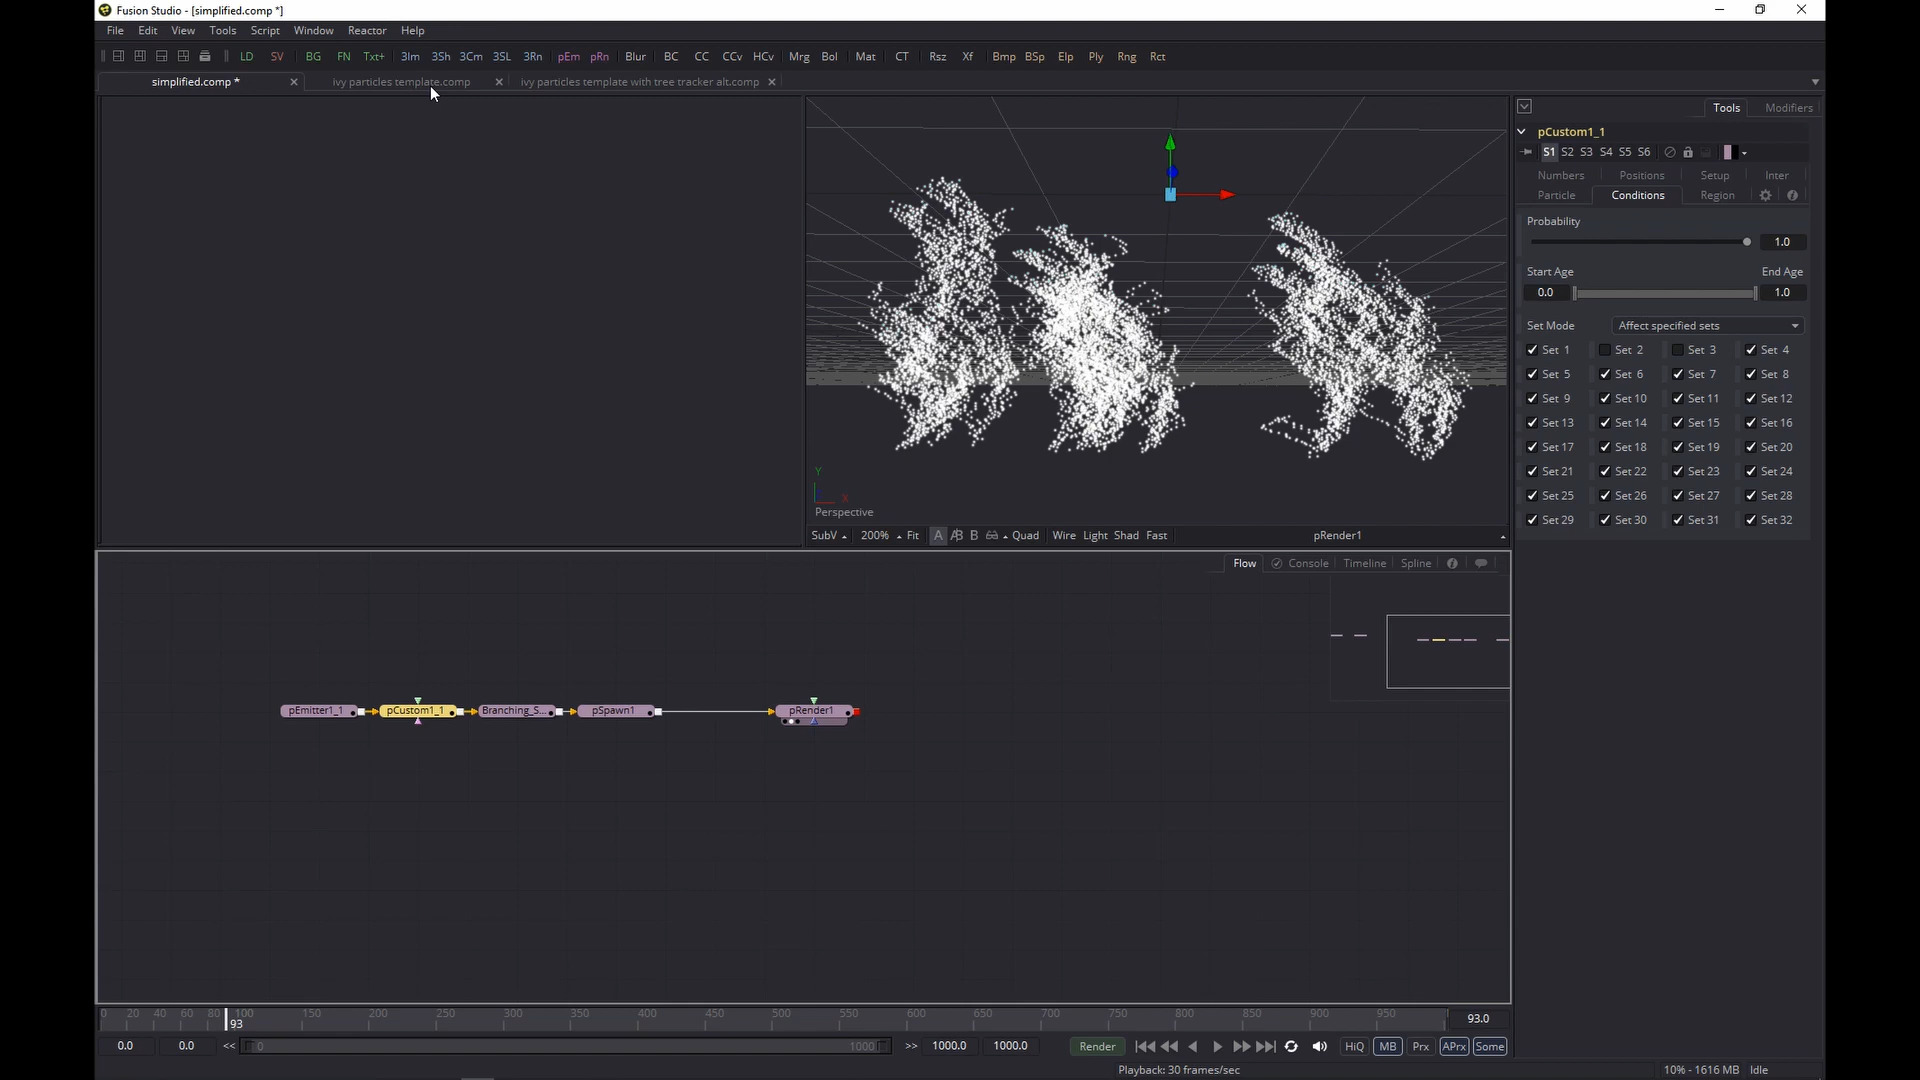 Fusion Studio - [simplified.comp *]
File Edit View Tools Script Window Reactor Help
LD SV BG FN Txt+ 3Im 3Sh 3Cm 3SL 3Rn pEm pRn Blur BC CC CCv HCv Mrg Bol Mat CT Rsz Xf Bmp BSp Elp Ply Rng Rct
simplified.comp * ivy particles template.comp ivy particles template with tree tracker alt.comp
Tools Modifiers
pCustom1_1
S1 S2 S3 S4 S5 S6
Numbers Positions Setup Inter
Particle Conditions Region
Probability
1.0
Start Age End Age
0.0 1.0
Set Mode Affect specified sets
Set 1 Set 2 Set 3 Set 4
Set 5 Set 6 Set 7 Set 8
Set 9 Set 10 Set 11 Set 12
Set 13 Set 14 Set 15 Set 16
Set 17 Set 18 Set 19 Set 20
Set 21 Set 22 Set 23 Set 24
Set 25 Set 26 Set 27 Set 28
Set 29 Set 30 Set 31 Set 32
Y
X
Perspective
SubV 200% Fit A A/B B Quad Wire Light Shad Fast pRender1
Flow Console Timeline Spline
pEmitter1_1 pCustom1_1 Branching_S... pSpawn1 pRender1
0 20 40 60 80 100 150 200 250 300 350 400 450 500 550 600 650 700 750 800 850 900 950
93 93.0
0.0 0.0 << 0 1000 >> 1000.0 1000.0 Render HiQ MB Prx APrx Some
Playback: 30 frames/sec 10% - 1616 MB Idle